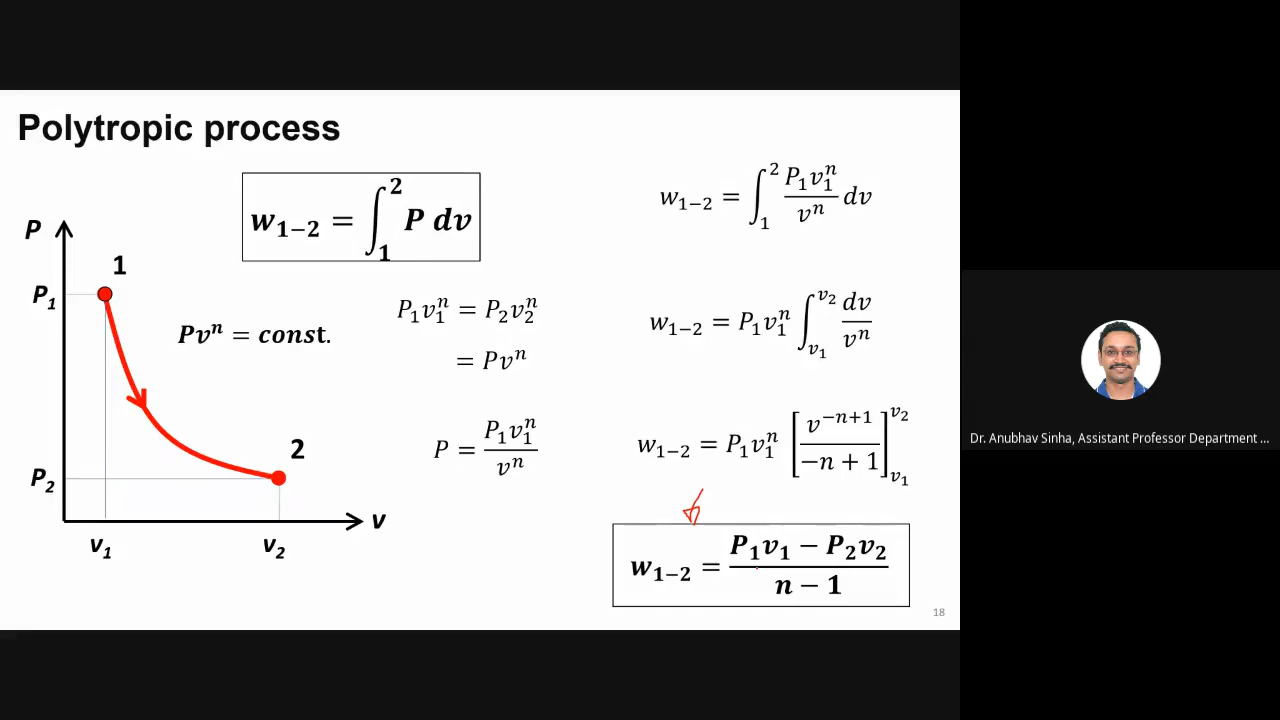 Polytropic process
w₁₋₂ = ∫₁² P dv
P
1
P₁
Pvⁿ = const.
2
P₂
v
v₁
v₂
P₁v₁ⁿ = P₂v₂ⁿ
= Pvⁿ
P = P₁v₁ⁿ / vⁿ
w₁₋₂ = ∫₁² (P₁v₁ⁿ / vⁿ) dv
w₁₋₂ = P₁v₁ⁿ ∫_{v₁}^{v₂} dv / vⁿ
w₁₋₂ = P₁v₁ⁿ [v⁻ⁿ⁺¹ / (−n + 1)]_{v₁}^{v₂}
w₁₋₂ = (P₁v₁ − P₂v₂) / (n − 1)
18
Dr. Anubhav Sinha, Assistant Professor Department ...